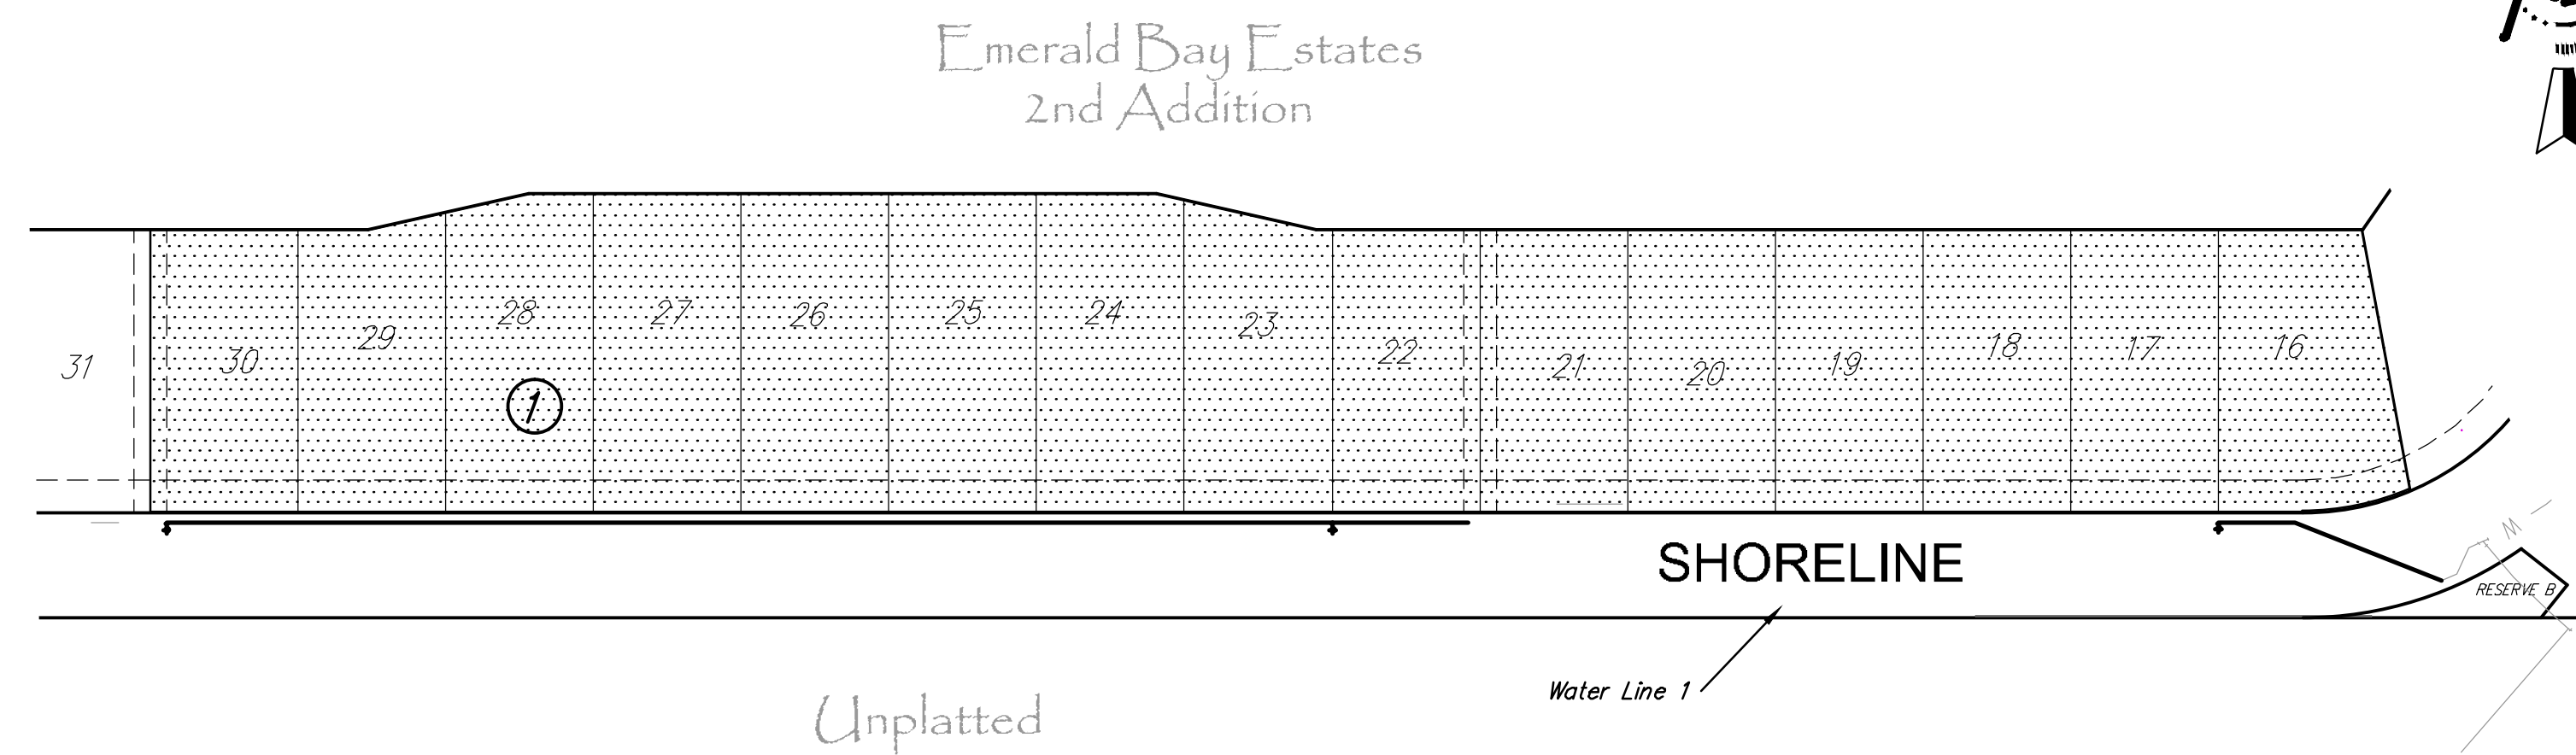 Emerald Bay Estates
2nd Addition
31
30
29
28
27
26
25
24
23
22
21
20
19
18
17
16
1
SHORELINE
W
RESERVE B
Water Line 1
Unplatted